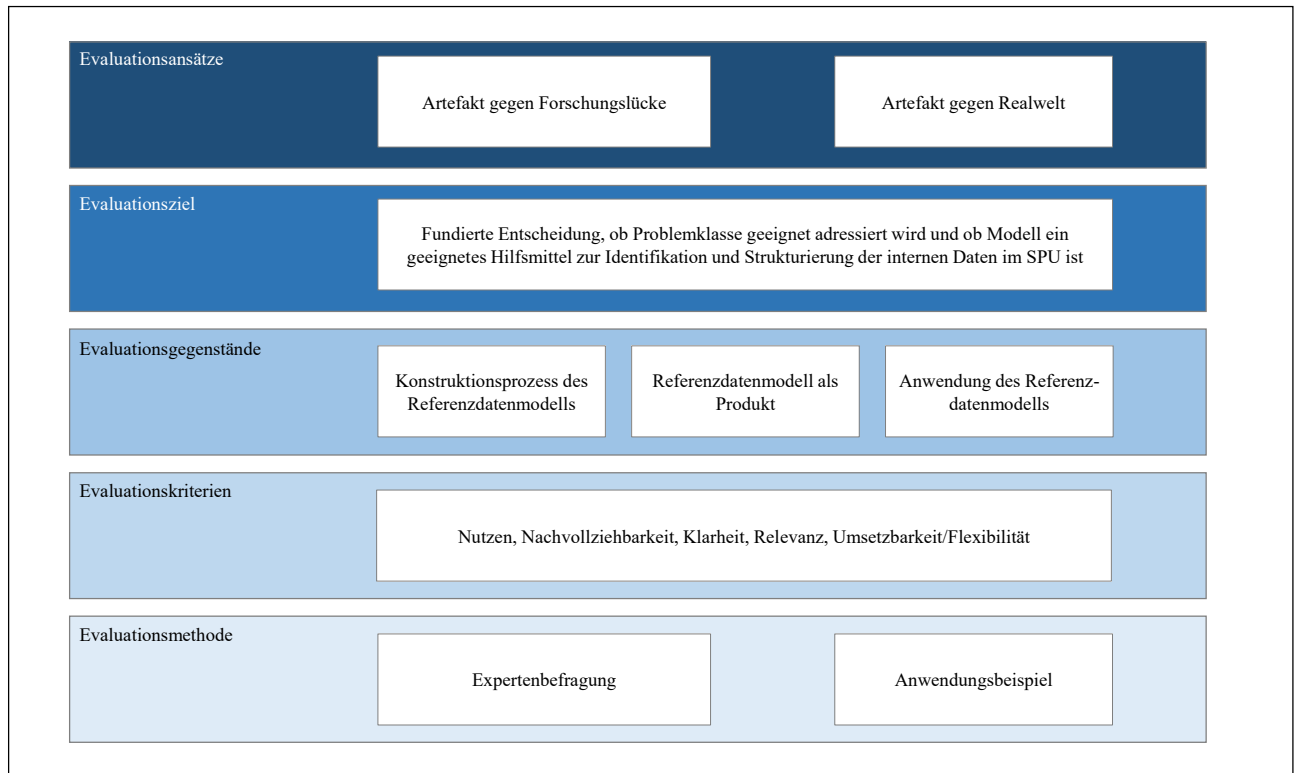 Evaluationsansätze
Artefakt gegen Forschungslücke
Artefakt gegen Realwelt
Evaluationsziel
Fundierte Entscheidung, ob Problemklasse geeignet adressiert wird und ob Modell ein
geeignetes Hilfsmittel zur Identifikation und Strukturierung der internen Daten im SPU ist
Evaluationsgegenstände
Konstruktionsprozess des
Referenzdatenmodells
Referenzdatenmodell als
Produkt
Anwendung des Referenz-
datenmodells
Evaluationskriterien
Nutzen, Nachvollziehbarkeit, Klarheit, Relevanz, Umsetzbarkeit/Flexibilität
Evaluationsmethode
Expertenbefragung
Anwendungsbeispiel